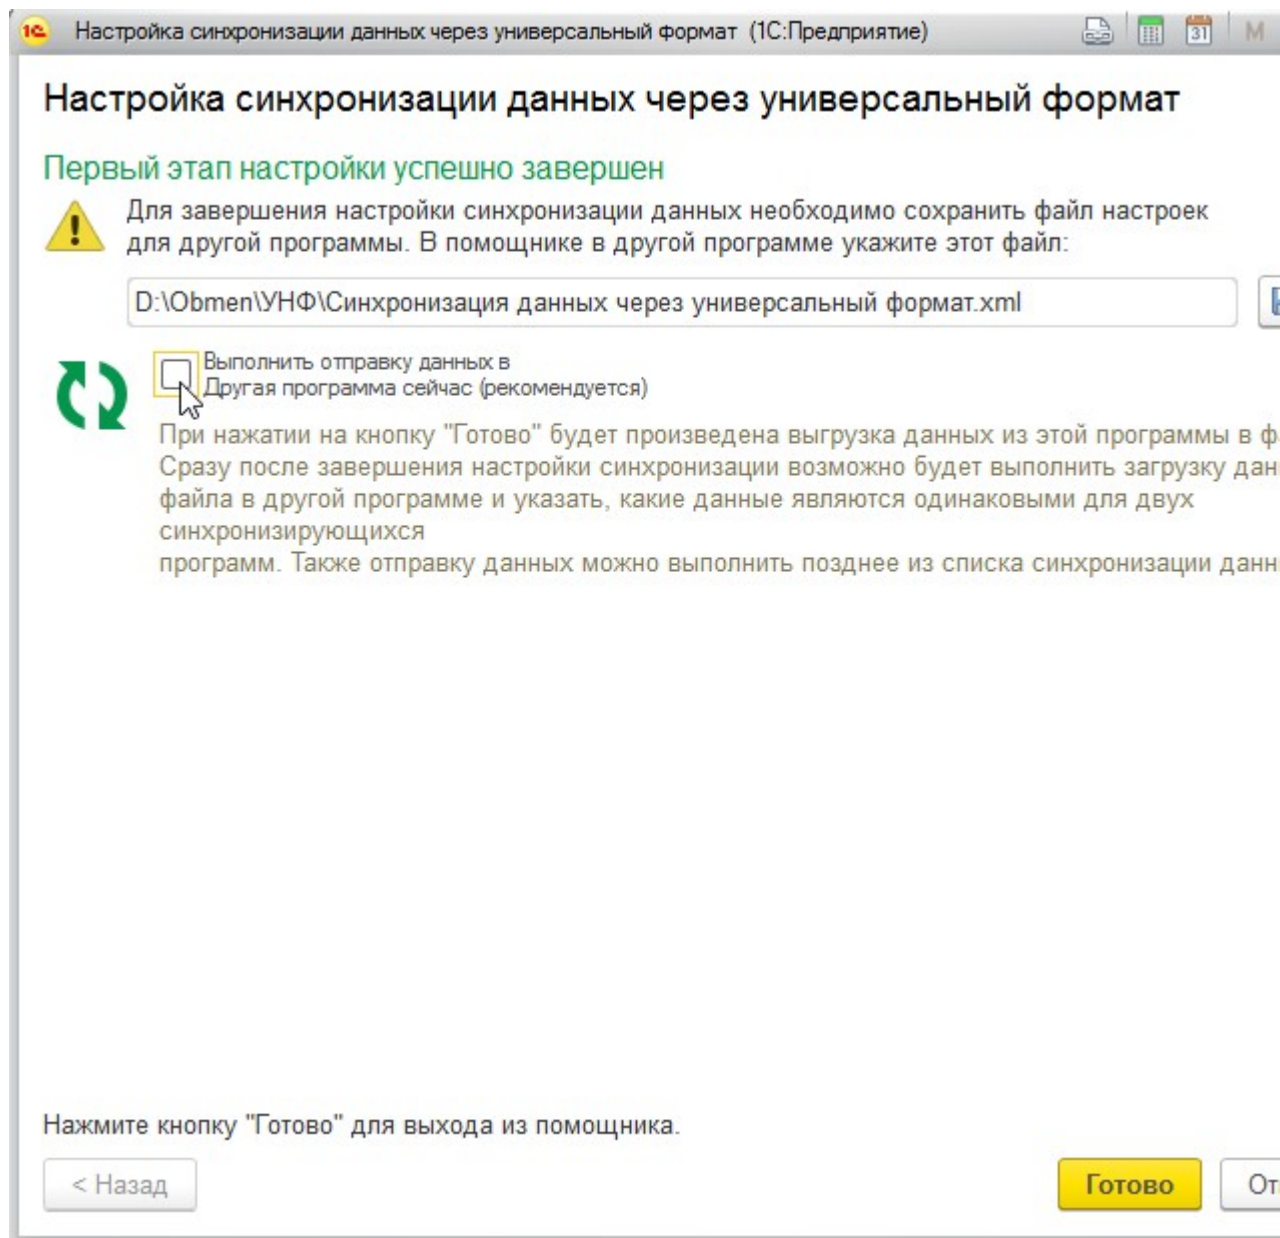 1С Настройка синхронизации данных через универсальный формат (1С:Предприятие) 31 M
Настройка синхронизации данных через универсальный формат
Первый этап настройки успешно завершен
Для завершения настройки синхронизации данных необходимо сохранить файл настроек
для другой программы. В помощнике в другой программе укажите этот файл:
D:\Obmen\УНФ\Синхронизация данных через универсальный формат.xml
Выполнить отправку данных в
Другая программа сейчас (рекомендуется)
При нажатии на кнопку "Готово" будет произведена выгрузка данных из этой программы в
Сразу после завершения настройки синхронизации возможно будет выполнить загрузку
файла в другой программе и указать, какие данные являются одинаковыми для двух
синхронизирующихся
программ. Также отправку данных можно выполнить позднее из списка синхронизации
Нажмите кнопку "Готово" для выхода из помощника.
< Назад
Готово